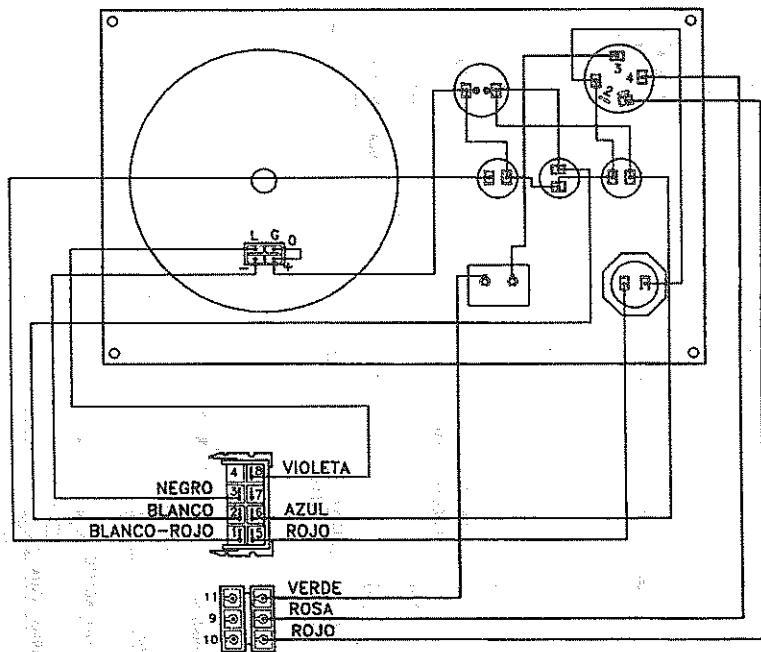 3
4
2
L G O
- +
4 8 VIOLETA
NEGRO 3 7
BLANCO 2 6 AZUL
BLANCO-ROJO 1 5 ROJO
11 VERDE
9 ROSA
10 ROJO